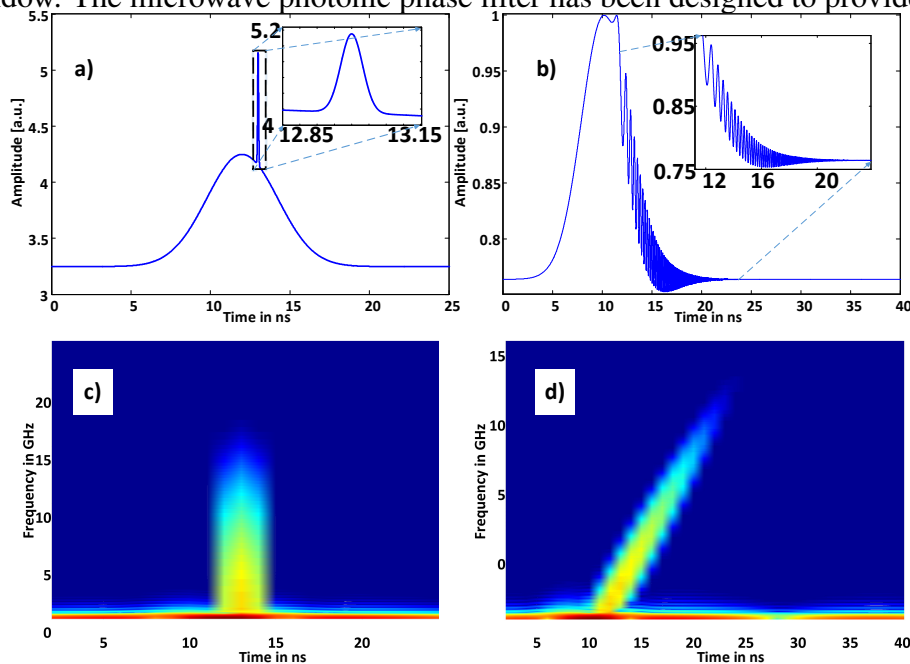 dow. The microwave photonic phase filter has been designed to provide
a)
5.5
5
4.5
4
3.5
3
Amplitude [a.u.]
0 5 10 15 20 25
Time in ns
5.2
4
12.85 13.15
b)
1
0.95
0.9
0.85
0.8
Amplitude [a.u.]
0 5 10 15 20 25 30 35 40
Time in ns
0.95
0.85
0.75
12 16 20
c)
20
15
10
5
0
Frequency in GHz
5 10 15 20
Time in ns
d)
15
10
5
0
Frequency in GHz
5 10 15 20 25 30 35 40
Time in ns